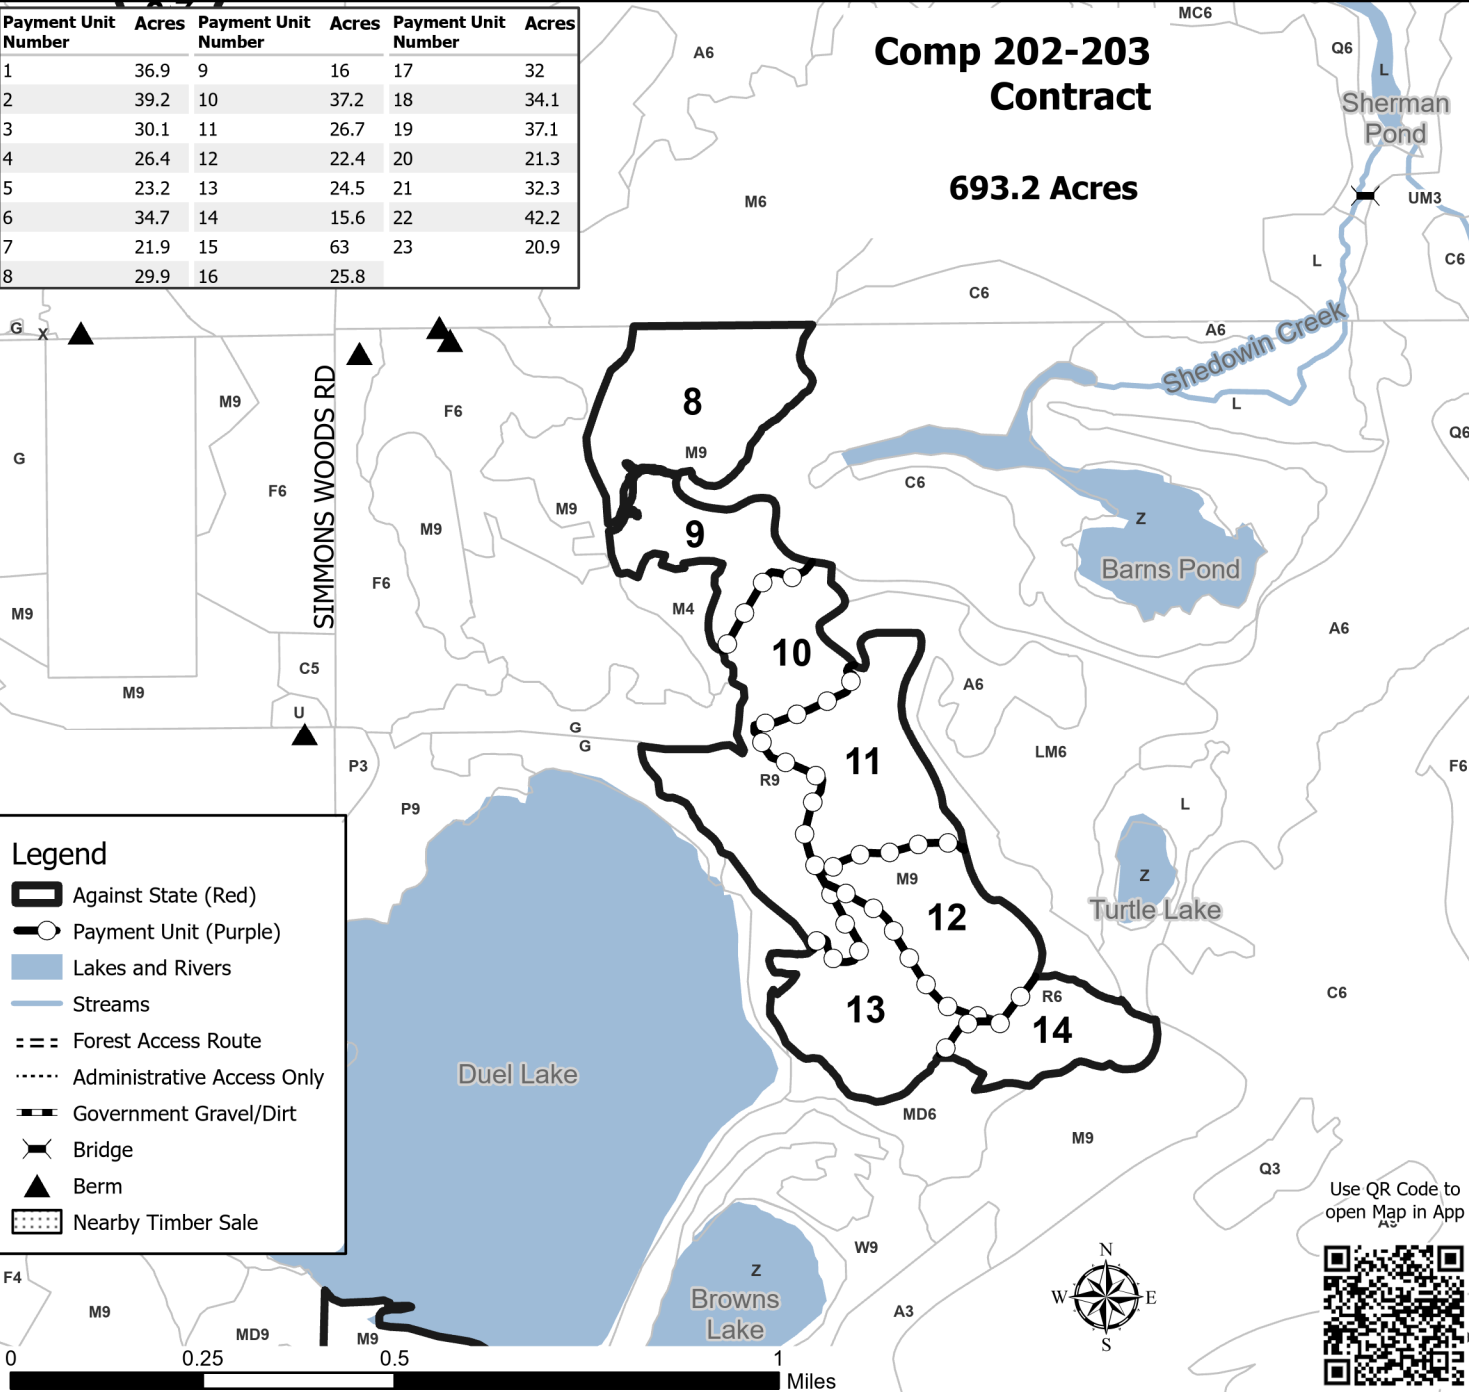 Payment Unit Number Acres Payment Unit Number Acres Payment Unit Number Acres
1 36.9 9 16 17 32
2 39.2 10 37.2 18 34.1
3 30.1 11 26.7 19 37.1
4 26.4 12 22.4 20 21.3
5 23.2 13 24.5 21 32.3
6 34.7 14 15.6 22 42.2
7 21.9 15 63 23 20.9
8 29.9 16 25.8
Comp 202-203
Contract
693.2 Acres
MC6
Q6
A6
L
Sherman
Pond
M6
UM3
L
C6
C6
G
X
A6
Shedowin Creek
L
SIMMONS WOODS RD
M9
F6
8
M9
Q6
G
F6
M9
M9
C6
Z
9
Barns Pond
F6
M9
M4
A6
10
C5
M9
A6
U
G
G
LM6
11
P3
R9
F6
P9
L
M9
Z
12
Turtle Lake
Legend
Against State (Red)
Payment Unit (Purple)
Lakes and Rivers
Streams
Forest Access Route
Administrative Access Only
Government Gravel/Dirt
Bridge
Berm
Nearby Timber Sale
R6
C6
13
14
Duel Lake
MD6
M9
Q3
Use QR Code to
open Map in App
W9
Z
Browns
Lake
A3
N
W E
S
F4
M9
MD9
M9
0 0.25 0.5 1
Miles